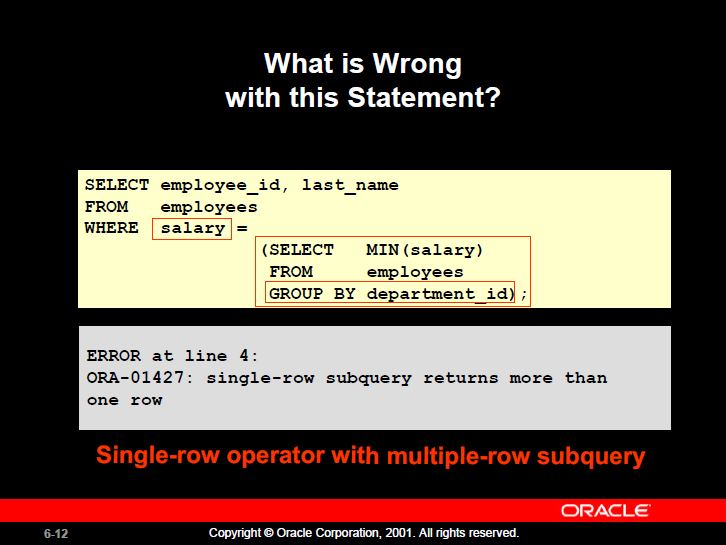 What is Wrong
with this Statement?
SELECT employee_id, last_name
FROM   employees
WHERE  salary =
(SELECT   MIN(salary)
FROM     employees
GROUP BY department_id);
ERROR at line 4:
ORA-01427: single-row subquery returns more than
one row
Single-row operator with multiple-row subquery
ORACLE
6-12
Copyright © Oracle Corporation, 2001. All rights reserved.